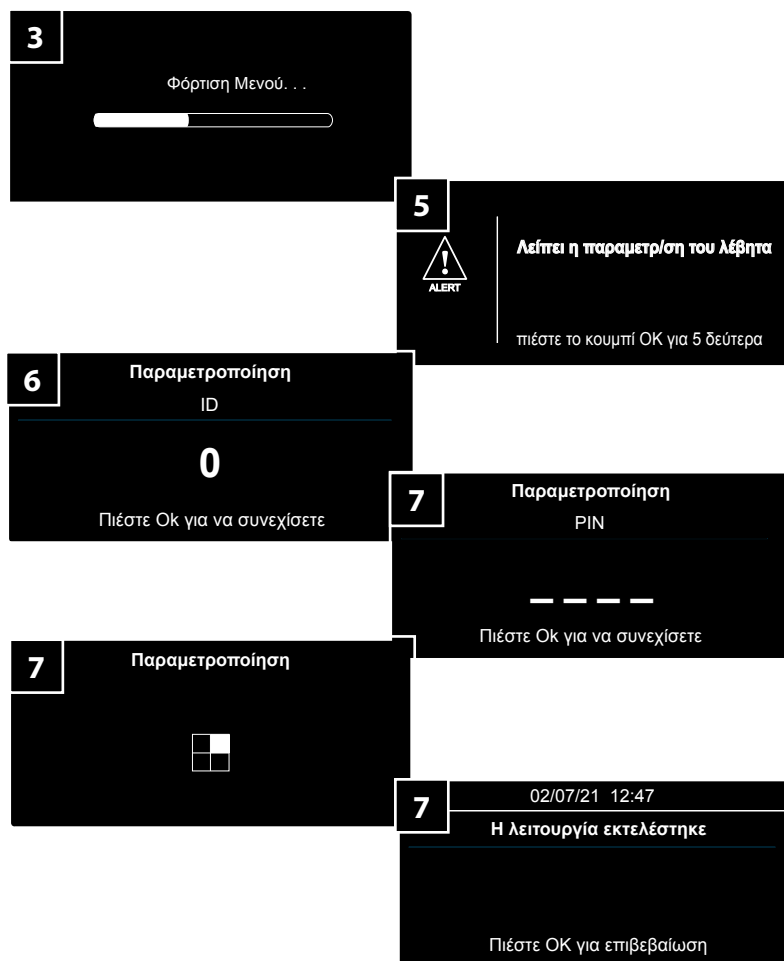 3
Φόρτιση Μενού. . .
5
ALERT
Λείπει η παραμετρ/ση του λέβητα
πιέστε το κουμπί OK για 5 δεύτερα
6
Παραμετροποίηση
ID
0
Πιέστε Ok για να συνεχίσετε
7
Παραμετροποίηση
PIN
_ _ _ _
Πιέστε Ok για να συνεχίσετε
7
Παραμετροποίηση
7
02/07/21 12:47
Η λειτουργία εκτελέστηκε
Πιέστε OK για επιβεβαίωση